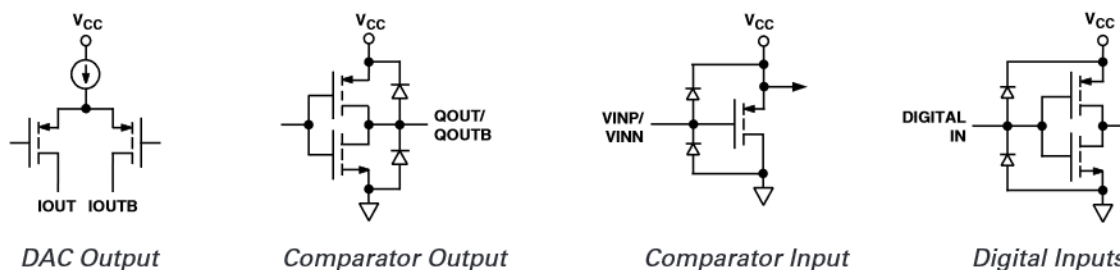 VCC
IOUT IOUTB
DAC Output
VCC
QOUT/
QOUTB
Comparator Output
VCC
VINP/
VINN
Comparator Input
VCC
DIGITAL
IN
Digital Inputs